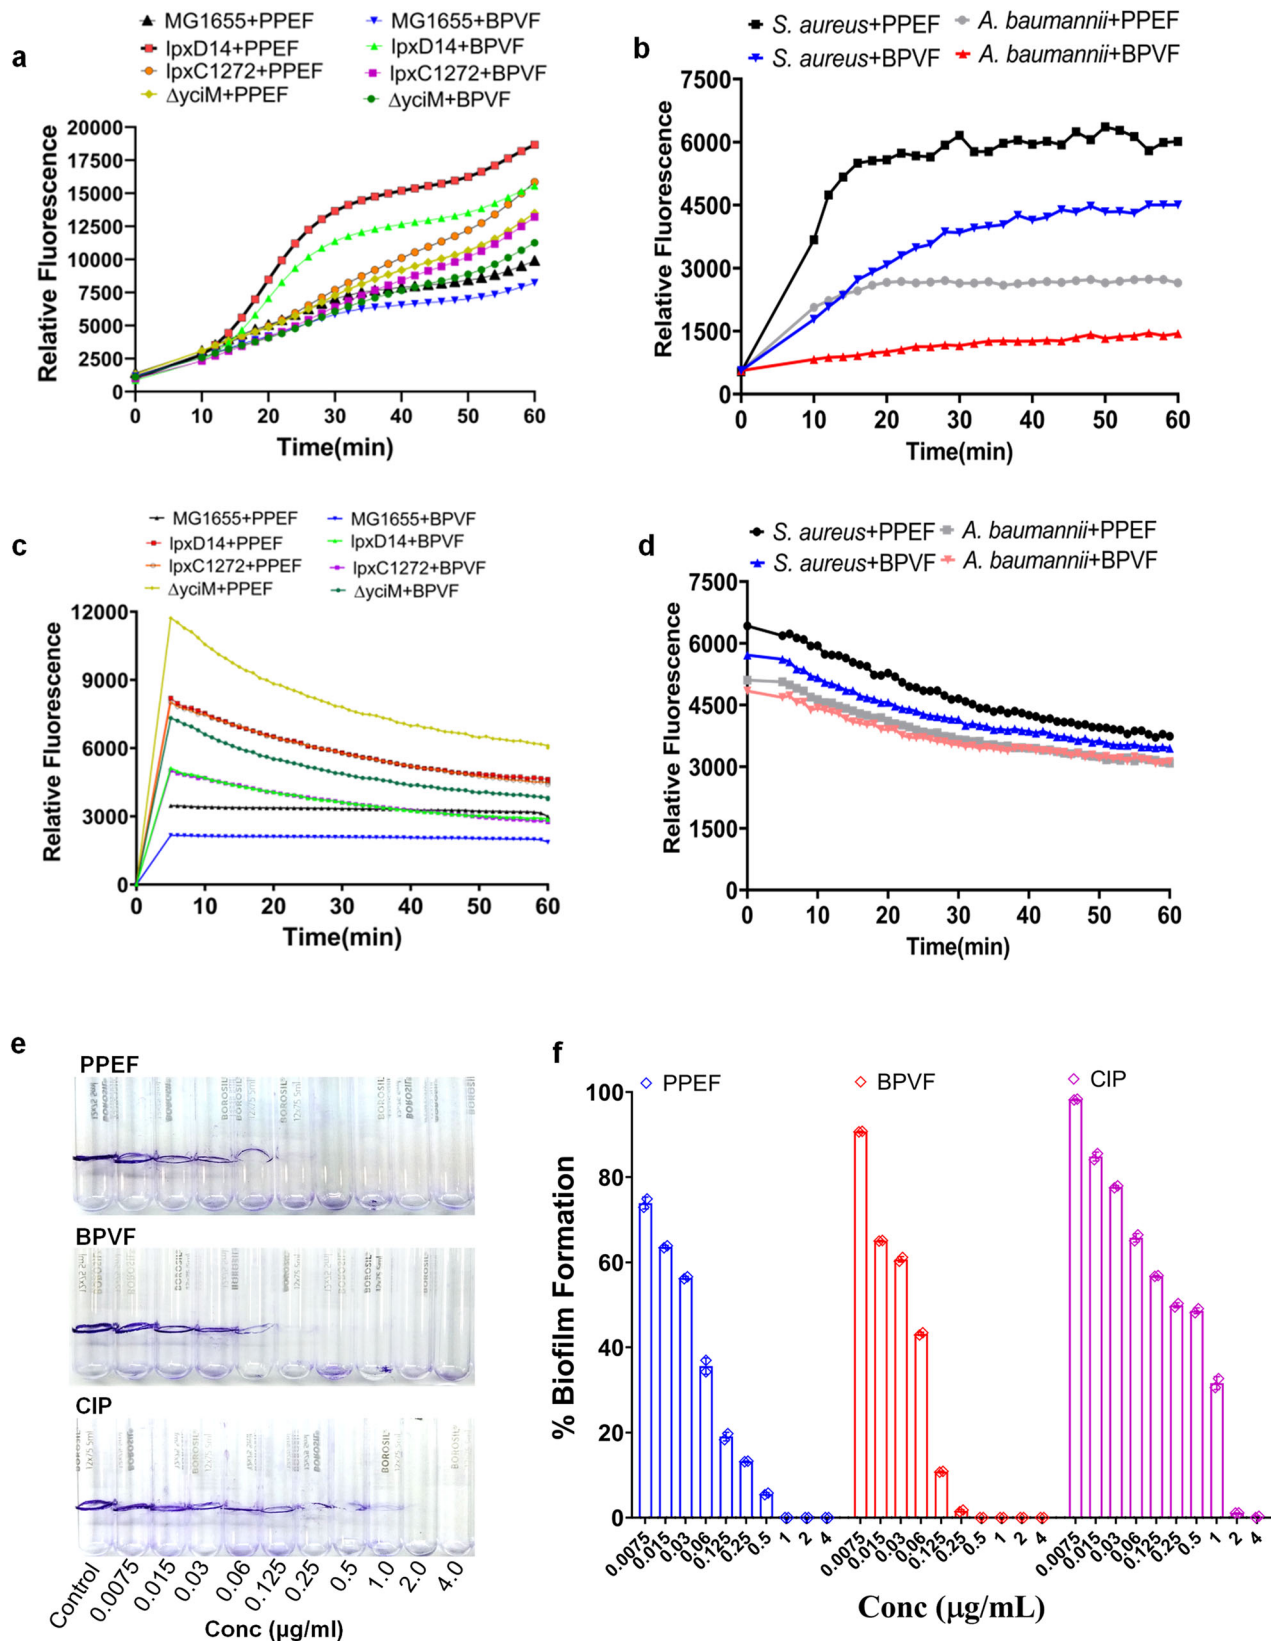 a
MG1655+PPEF
MG1655+BPVF
lpxD14+PPEF
lpxD14+BPVF
lpxC1272+PPEF
lpxC1272+BPVF
ΔyciM+PPEF
ΔyciM+BPVF
20000
17500
15000
12500
10000
7500
5000
2500
0
Relative Fluorescence
0 10 20 30 40 50 60
Time(min)
b
S. aureus+PPEF
A. baumannii+PPEF
S. aureus+BPVF
A. baumannii+BPVF
7500
6000
4500
3000
1500
0
Relative Fluorescence
0 10 20 30 40 50 60
Time(min)
c
MG1655+PPEF
MG1655+BPVF
lpxD14+PPEF
lpxD14+BPVF
lpxC1272+PPEF
lpxC1272+BPVF
ΔyciM+PPEF
ΔyciM+BPVF
12000
9000
6000
3000
0
Relative Fluorescence
0 10 20 30 40 50 60
Time(min)
d
S. aureus+PPEF
A. baumannii+PPEF
S. aureus+BPVF
A. baumannii+BPVF
7500
6000
4500
3000
1500
0
Relative Fluorescence
0 10 20 30 40 50 60
Time(min)
e
PPEF
BOROSIL
12x75 5ml
BPVF
BOROSIL
CIP
BOROSIL
12x75 5ml
Control 0.0075 0.015 0.03 0.06 0.125 0.25 0.5 1.0 2.0 4.0
Conc (µg/ml)
f
PPEF
BPVF
CIP
100
80
60
40
20
0
% Biofilm Formation
0.0075 0.015 0.03 0.06 0.125 0.25 0.5 1 2 4
0.0075 0.015 0.03 0.06 0.125 0.25 0.5 1 2 4
0.0075 0.015 0.03 0.06 0.125 0.25 0.5 1 2 4
Conc (µg/mL)